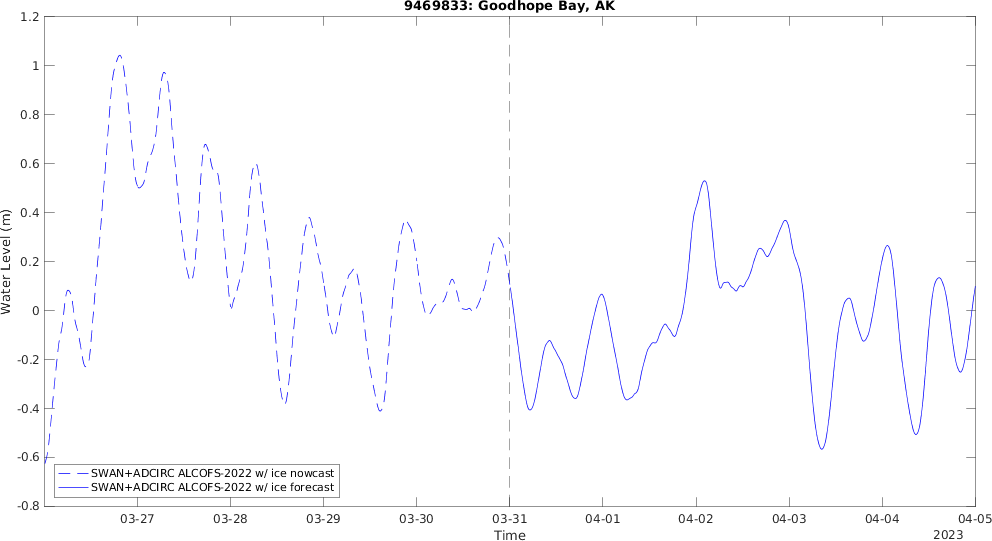 9469833: Goodhope Bay, AK
1.2
1
0.8
0.6
0.4
0.2
0
-0.2
-0.4
-0.6
-0.8
Water Level (m)
SWAN+ADCIRC ALCOFS-2022 w/ ice nowcast
SWAN+ADCIRC ALCOFS-2022 w/ ice forecast
03-27 03-28 03-29 03-30 03-31 04-01 04-02 04-03 04-04 04-05
Time
2023